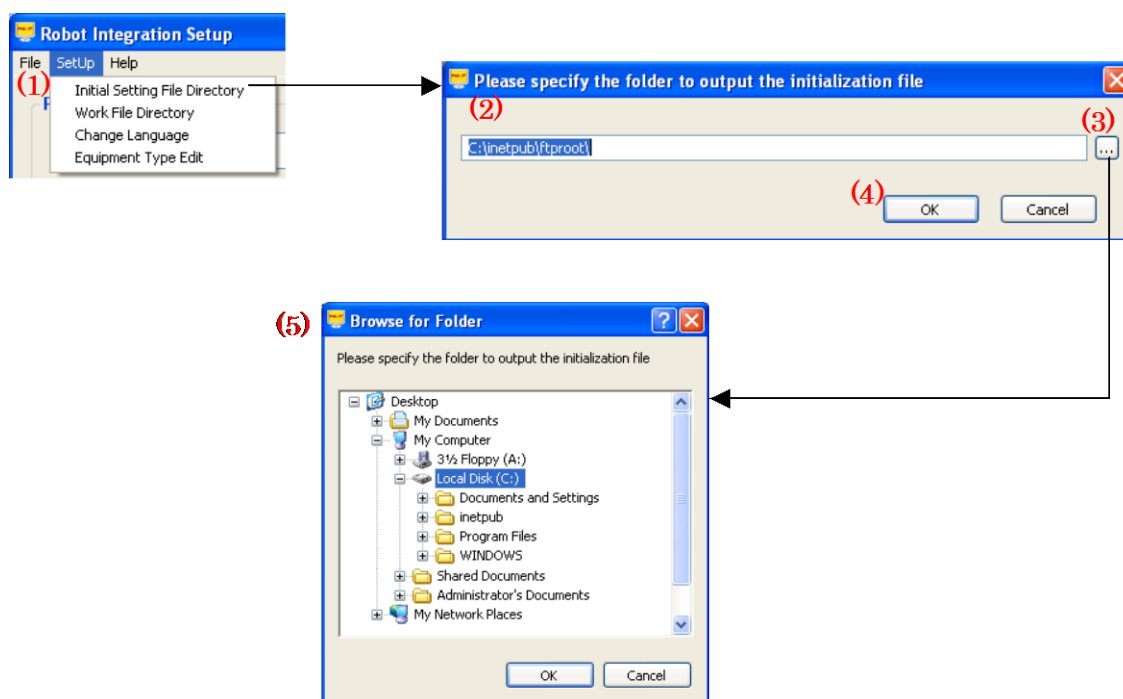 Robot Integration Setup
File SetUp Help
(1)
Initial Setting File Directory
Work File Directory
Change Language
Equipment Type Edit
Please specify the folder to output the initialization file
(2)
(3)
C:\inetpub\ftproot\
...
(4)
OK Cancel
(5)
Browse for Folder
Please specify the folder to output the initialization file
Desktop
My Documents
My Computer
3½ Floppy (A:)
Local Disk (C:)
Documents and Settings
inetpub
Program Files
WINDOWS
Shared Documents
Administrator's Documents
My Network Places
OK Cancel